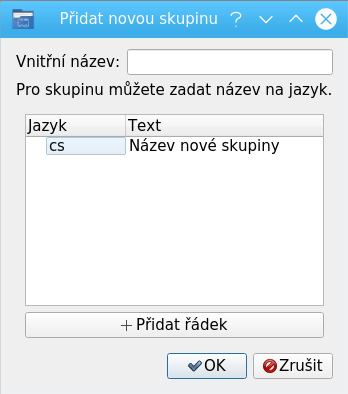 Přidat novou skupinu
Vnitřní název:
Pro skupinu můžete zadat název na jazyk.
Jazyk Text
cs Název nové skupiny
+ Přidat řádek
OK Zrušit